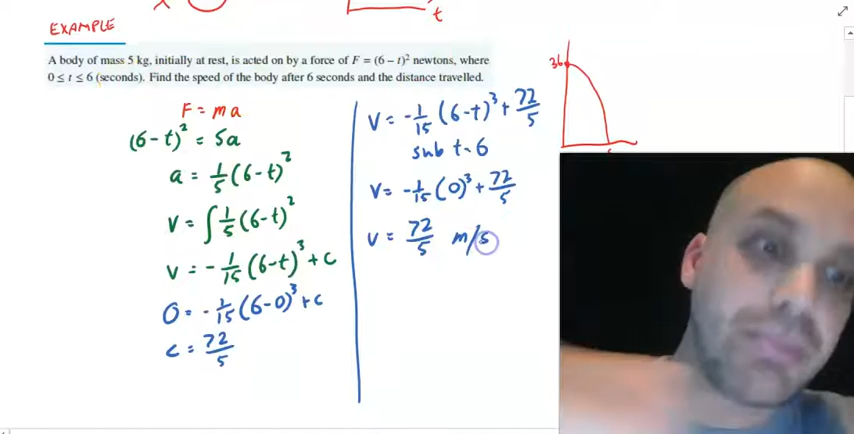 t
EXAMPLE
A body of mass 5 kg, initially at rest, is acted on by a force of F = (6 – t)² newtons, where
0 ≤ t ≤ 6 (seconds). Find the speed of the body after 6 seconds and the distance travelled.
F = ma
(6-t)² = 5a
a = 1/5 (6-t)²
v = ∫ 1/5 (6-t)²
v = - 1/15 (6-t)³ + c
0 = - 1/15 (6-0)³ + c
c = 72/5
v = - 1/15 (6-t)³ + 72/5
sub t = 6
v = - 1/15 (0)³ + 72/5
v = 72/5 m/s
36